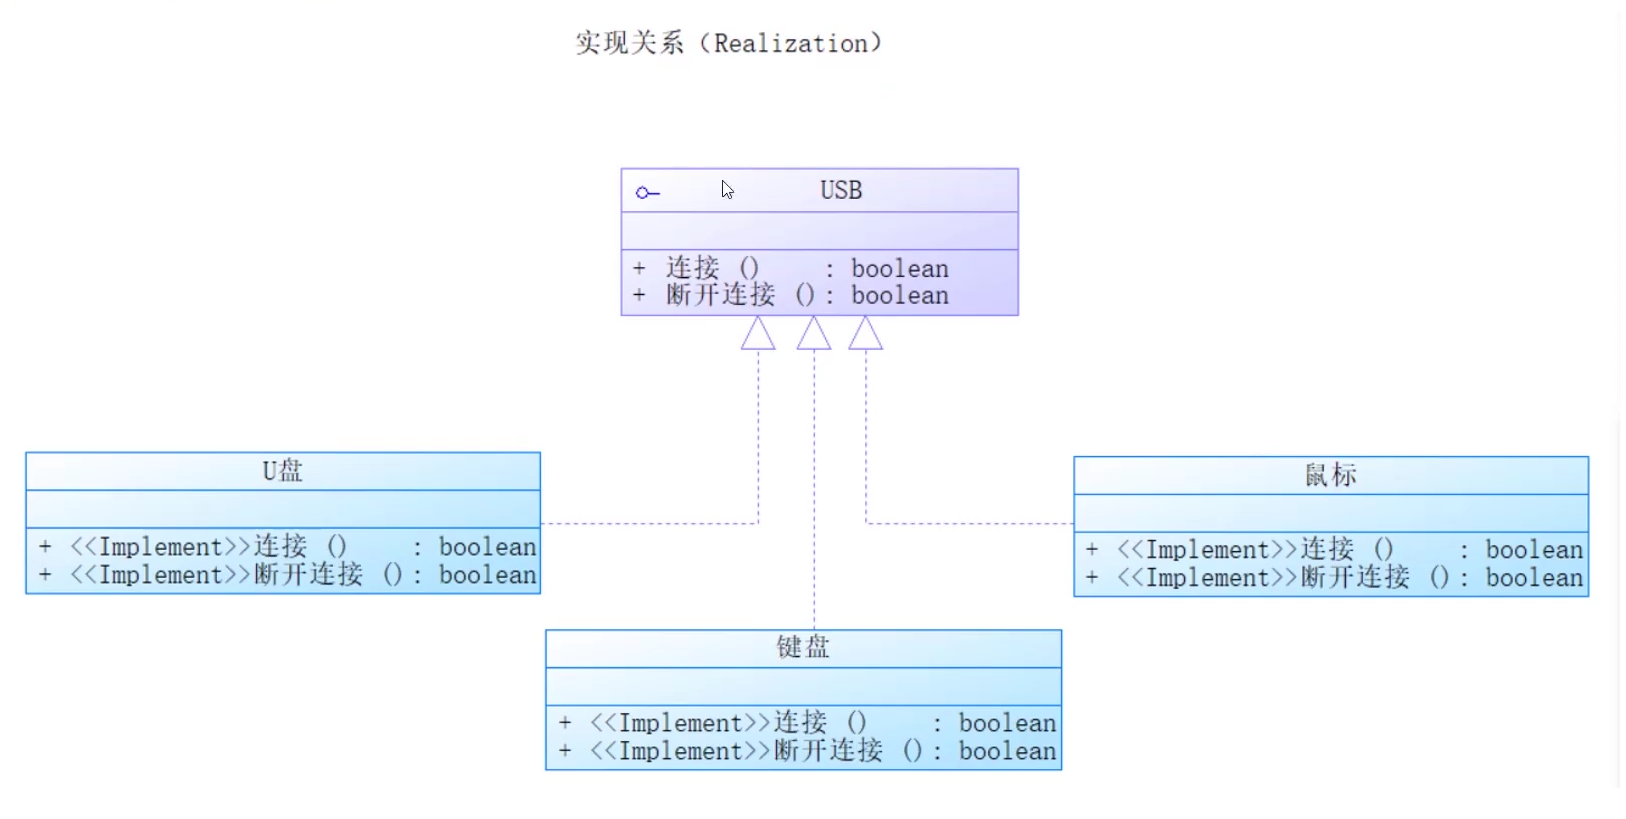 实现关系（Realization）
USB
+ 连接 () : boolean
+ 断开连接 () : boolean
U盘
+ <<Implement>>连接 () : boolean
+ <<Implement>>断开连接 () : boolean
鼠标
+ <<Implement>>连接 () : boolean
+ <<Implement>>断开连接 () : boolean
键盘
+ <<Implement>>连接 () : boolean
+ <<Implement>>断开连接 () : boolean